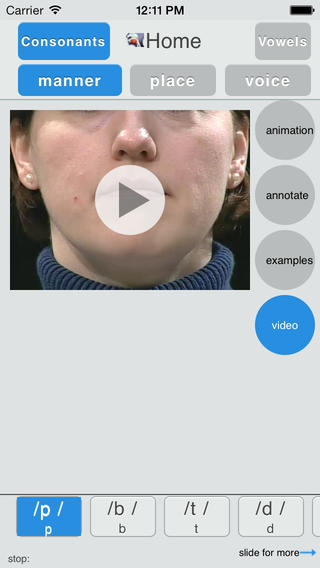 Carrier 12:11 PM
Consonants Home Vowels
manner place voice
animation
annotate
examples
video
/p / /b / /t / /d /
p b t d
slide for more
stop: